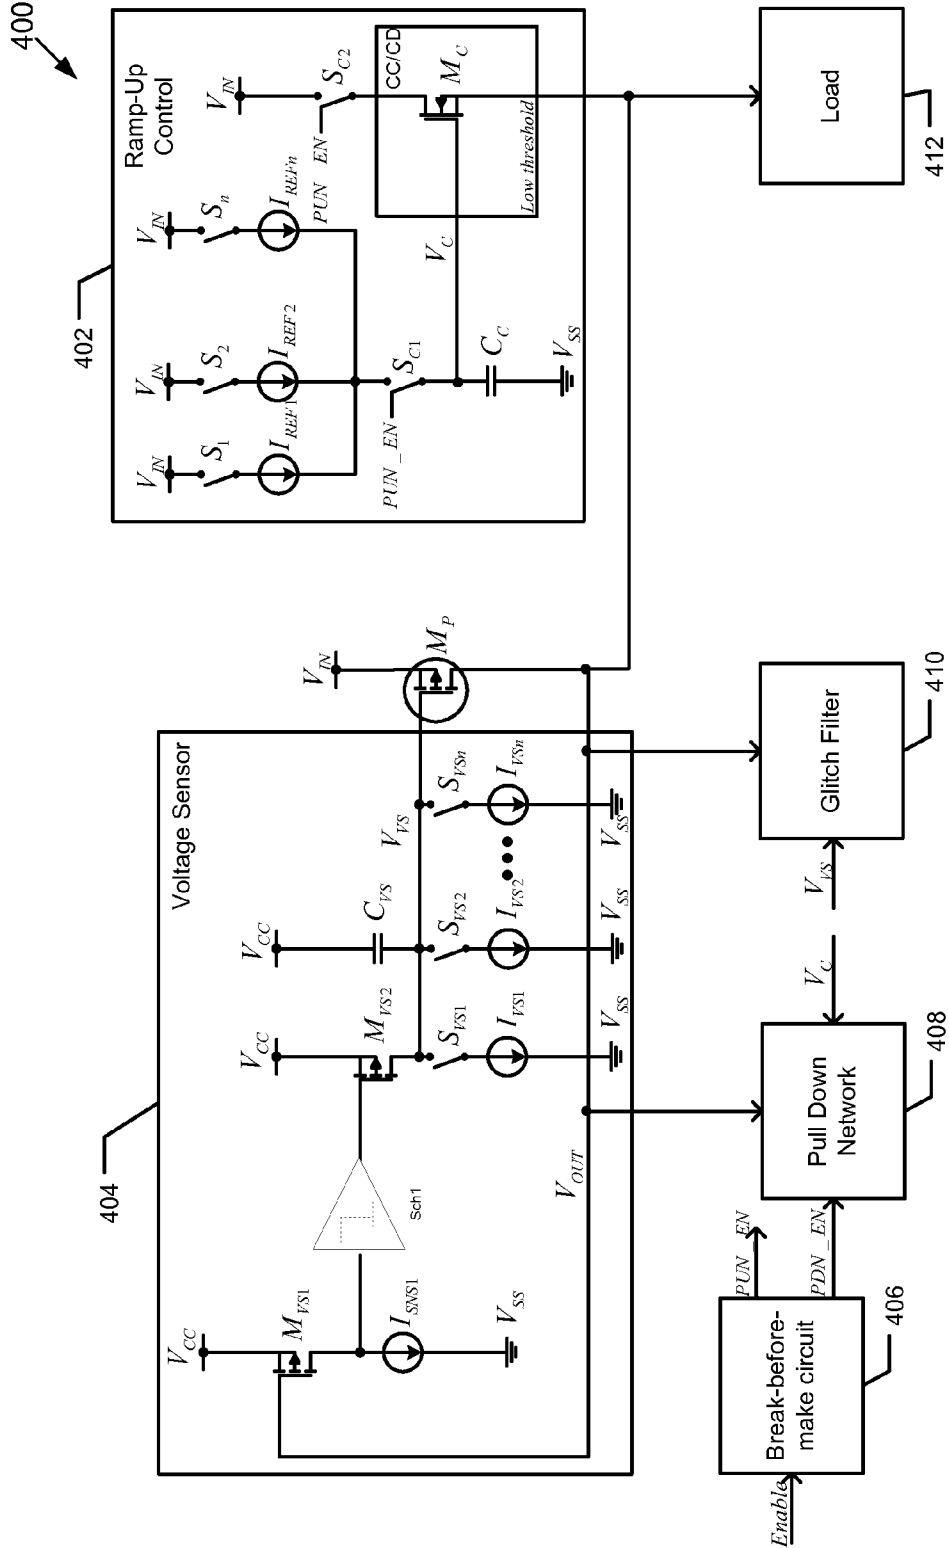 400
402
Ramp-Up
Control
V_IN
V_IN
V_IN
V_IN
S_1
S_2
S_n
S_C2
I_REF1
I_REF2
I_REFn
PUN_EN
CC/CD
M_C
Low threshold
PUN_EN
S_C1
V_C
C_C
V_SS
Load
412
404
Voltage Sensor
V_CC
V_CC
V_CC
M_VS1
M_VS2
C_VS
V_VS
V_IN
M_P
I_SNS1
V_SS
Sch1
S_VS1
S_VS2
S_VSn
I_VS1
I_VS2
I_VSn
V_SS
V_SS
V_SS
V_OUT
Enable
Break-before-
make circuit
406
PUN_EN
PDN_EN
Pull Down
Network
408
V_C
V_VS
Glitch Filter
410